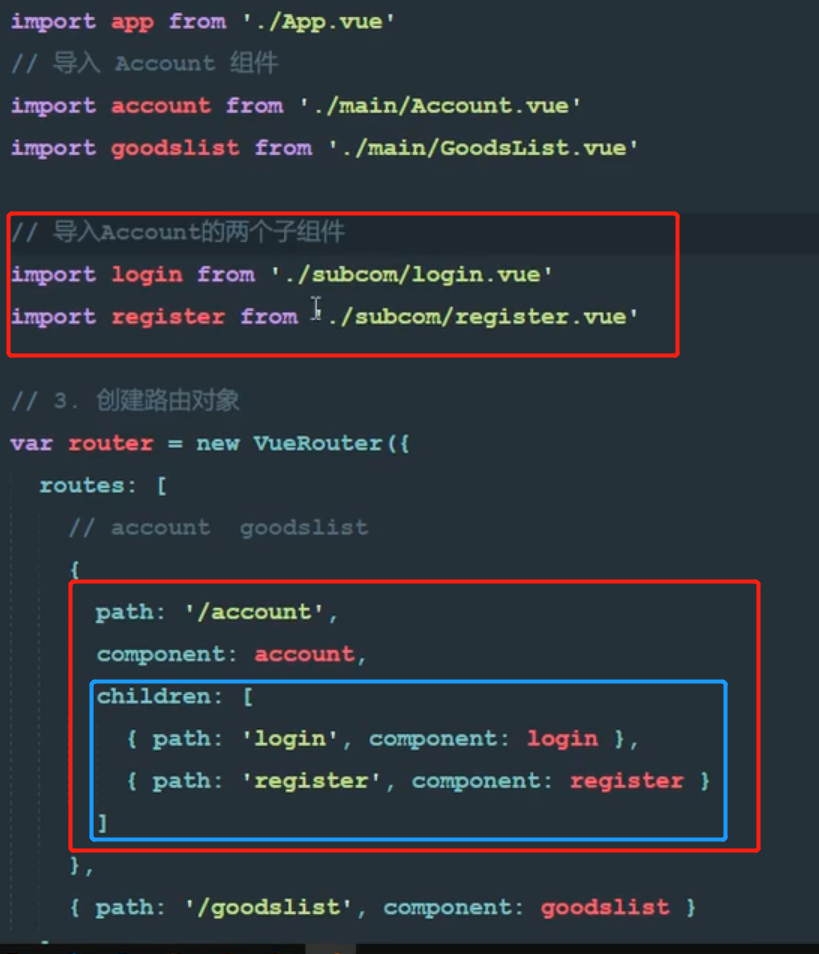 import app from './App.vue'
// 导入 Account 组件
import account from './main/Account.vue'
import goodslist from './main/GoodsList.vue'
// 导入Account的两个子组件
import login from './subcom/login.vue'
import register from './subcom/register.vue'
// 3. 创建路由对象
var router = new VueRouter({
routes: [
// account goodslist
{
path: '/account',
component: account,
children: [
{ path: 'login', component: login },
{ path: 'register', component: register }
]
},
{ path: '/goodslist', component: goodslist }